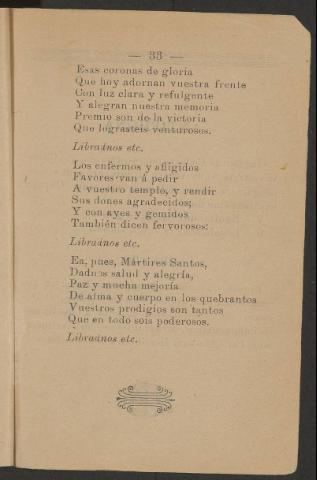 — 33 —
Esas coronas de gloria
Que hoy adornan vuestra frente
Con luz clara y refulgente
Y alegran nuestra memoria
Premio son de la victoria
Que lograsteis venturosos.
Libradnos etc.
Los enfermos y afligidos
Favores van á pedir
A vuestro templo, y rendir
Sus dones agradecidos;
Y con ayes y gemidos
También dicen fervorosos:
Libradnos etc.
Ea, pues, Mártires Santos,
Dadnos salud y alegría,
Paz y mucha mejoría
De alma y cuerpo en los quebrantos
Vuestros prodigios son tantos
Que en todo sois poderosos.
Libradnos etc.